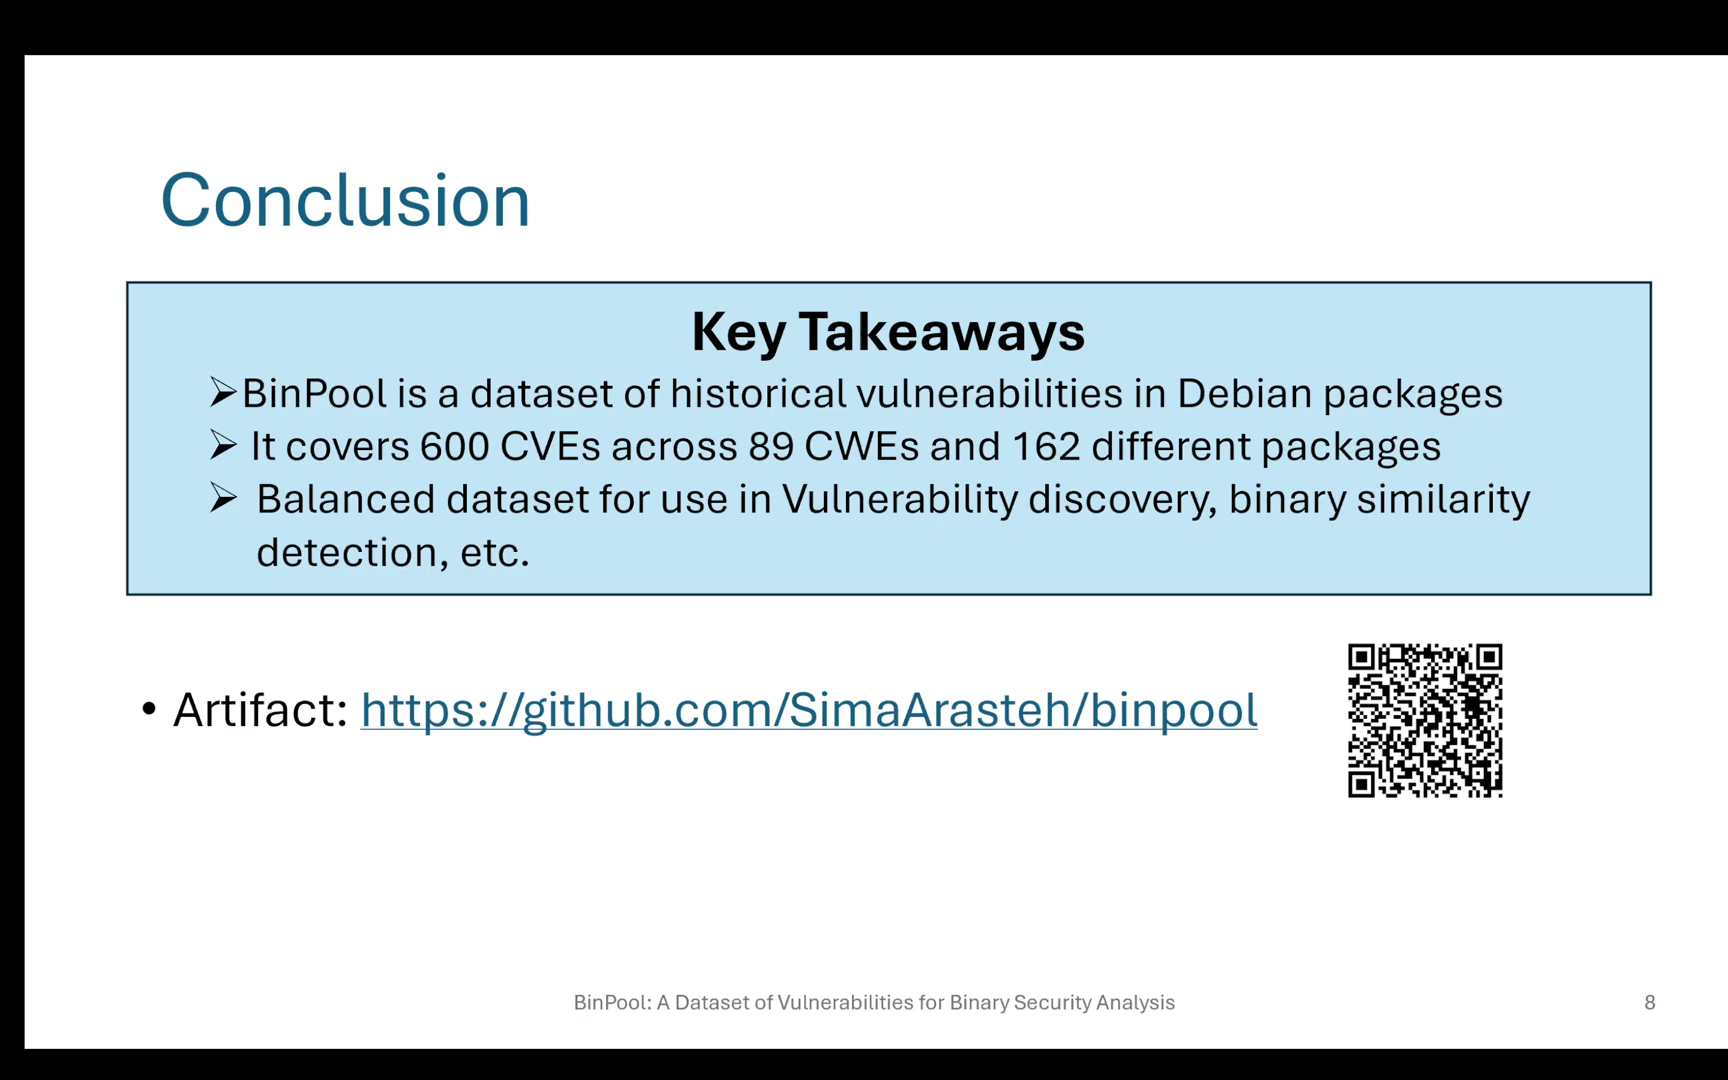 Conclusion
Key Takeaways
➢BinPool is a dataset of historical vulnerabilities in Debian packages
➢ It covers 600 CVEs across 89 CWEs and 162 different packages
➢ Balanced dataset for use in Vulnerability discovery, binary similarity
detection, etc.
• Artifact: https://github.com/SimaArasteh/binpool
BinPool: A Dataset of Vulnerabilities for Binary Security Analysis
8